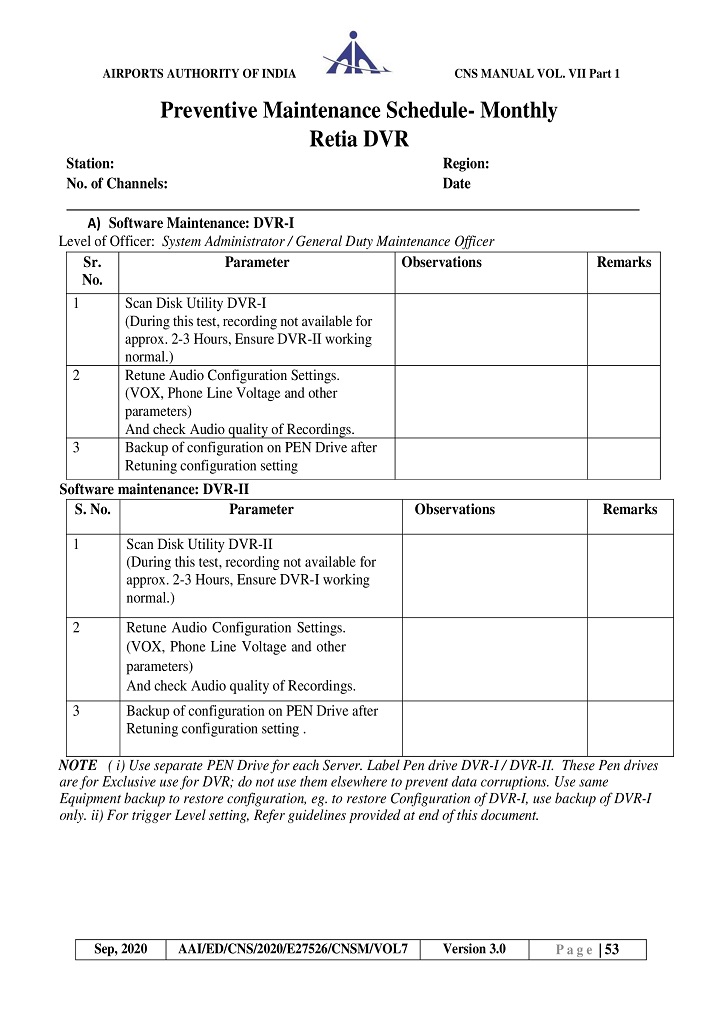 AIRPORTS AUTHORITY OF INDIA CNS MANUAL VOL. VII Part 1
Preventive Maintenance Schedule- Monthly
Retia DVR
Station: Region:
No. of Channels: Date
A) Software Maintenance: DVR-I
Level of Officer: System Administrator / General Duty Maintenance Officer
Sr. No. Parameter Observations Remarks
1 Scan Disk Utility DVR-I
(During this test, recording not available for
approx. 2-3 Hours, Ensure DVR-II working
normal.)
2 Retune Audio Configuration Settings.
(VOX, Phone Line Voltage and other
parameters)
And check Audio quality of Recordings.
3 Backup of configuration on PEN Drive after
Retuning configuration setting
Software maintenance: DVR-II
S. No. Parameter Observations Remarks
1 Scan Disk Utility DVR-II
(During this test, recording not available for
approx. 2-3 Hours, Ensure DVR-I working
normal.)
2 Retune Audio Configuration Settings.
(VOX, Phone Line Voltage and other
parameters)
And check Audio quality of Recordings.
3 Backup of configuration on PEN Drive after
Retuning configuration setting .
NOTE ( i) Use separate PEN Drive for each Server. Label Pen drive DVR-I / DVR-II. These Pen drives
are for Exclusive use for DVR; do not use them elsewhere to prevent data corruptions. Use same
Equipment backup to restore configuration, eg. to restore Configuration of DVR-I, use backup of DVR-I
only. ii) For trigger Level setting, Refer guidelines provided at end of this document.
Sep, 2020 AAI/ED/CNS/2020/E27526/CNSM/VOL7 Version 3.0 Page | 53